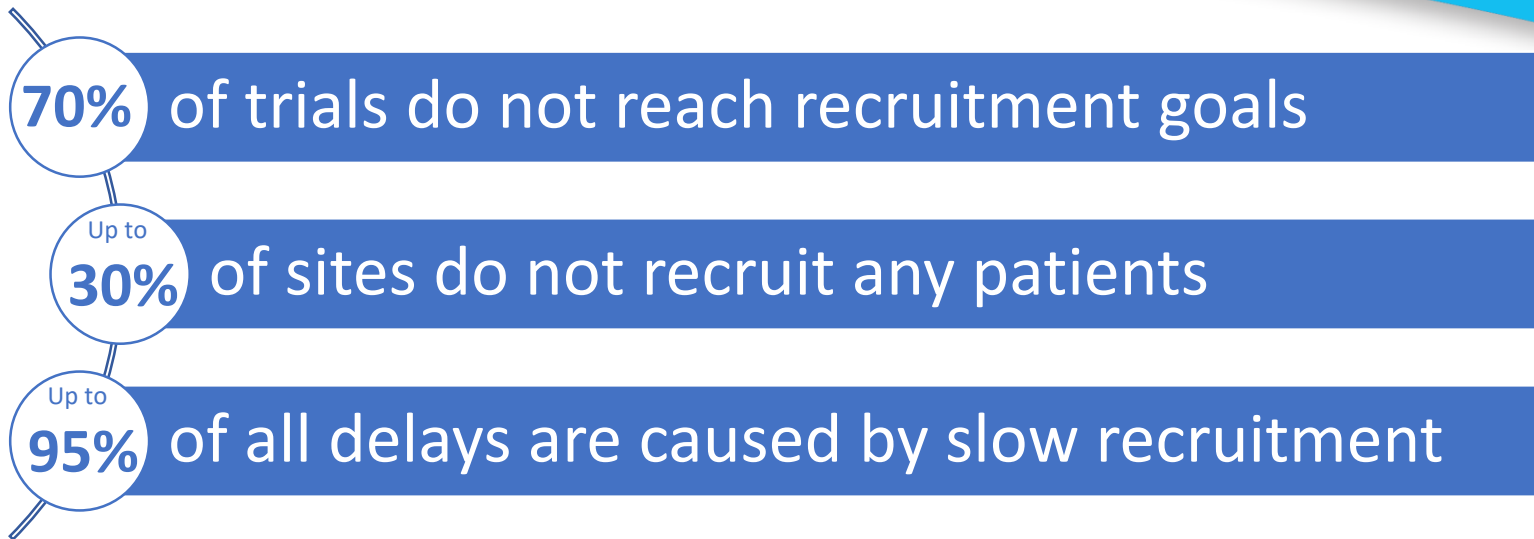 70% of trials do not reach recruitment goals
Up to
30% of sites do not recruit any patients
Up to
95% of all delays are caused by slow recruitment